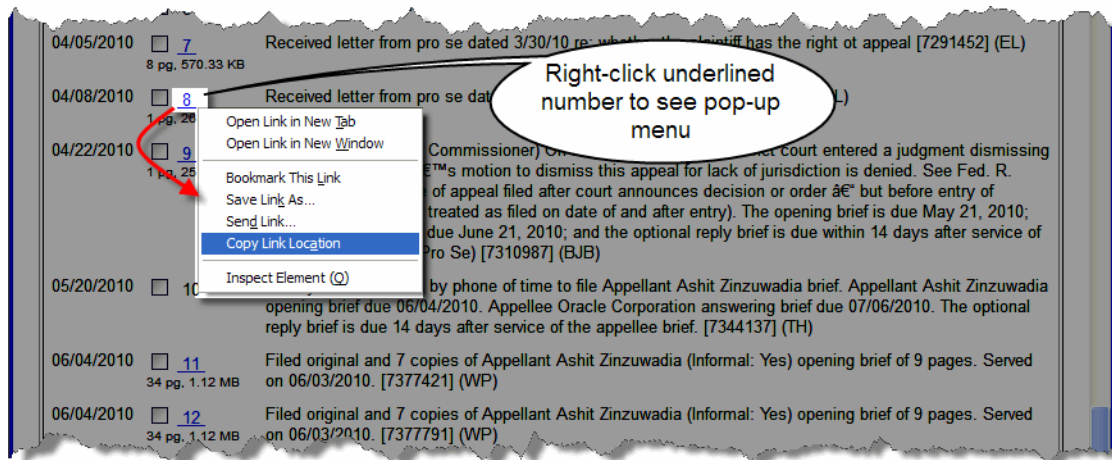 04/05/2010 7 Received letter from pro se dated 3/30/10 re: whether the plaintiff has the right ot appeal [7291452] (EL)
8 pg, 570.33 KB
Right-click underlined
number to see pop-up
menu
04/08/2010 8 Received letter from pro se dat L)
1 pg, 26
Open Link in New Tab
Open Link in New Window
Bookmark This Link
Save Link As...
Send Link...
Copy Link Location
Inspect Element (Q)
04/22/2010 9 Commissioner) court entered a judgment dismissing
1 pg, 25 €™s motion to dismiss this appeal for lack of jurisdiction is denied. See Fed. R.
of appeal filed after court announces decision or order â€“ but before entry of
treated as filed on date of and after entry). The opening brief is due May 21, 2010;
due June 21, 2010; and the optional reply brief is due within 14 days after service of
Pro Se) [7310987] (BJB)
05/20/2010 10 by phone of time to file Appellant Ashit Zinzuwadia brief. Appellant Ashit Zinzuwadia
opening brief due 06/04/2010. Appellee Oracle Corporation answering brief due 07/06/2010. The optional
reply brief is due 14 days after service of the appellee brief. [7344137] (TH)
06/04/2010 11 Filed original and 7 copies of Appellant Ashit Zinzuwadia (Informal: Yes) opening brief of 9 pages. Served
34 pg, 1.12 MB on 06/03/2010. [7377421] (WP)
06/04/2010 12 Filed original and 7 copies of Appellant Ashit Zinzuwadia (Informal: Yes) opening brief of 9 pages. Served
34 pg, 1.12 MB on 06/03/2010. [7377791] (WP)